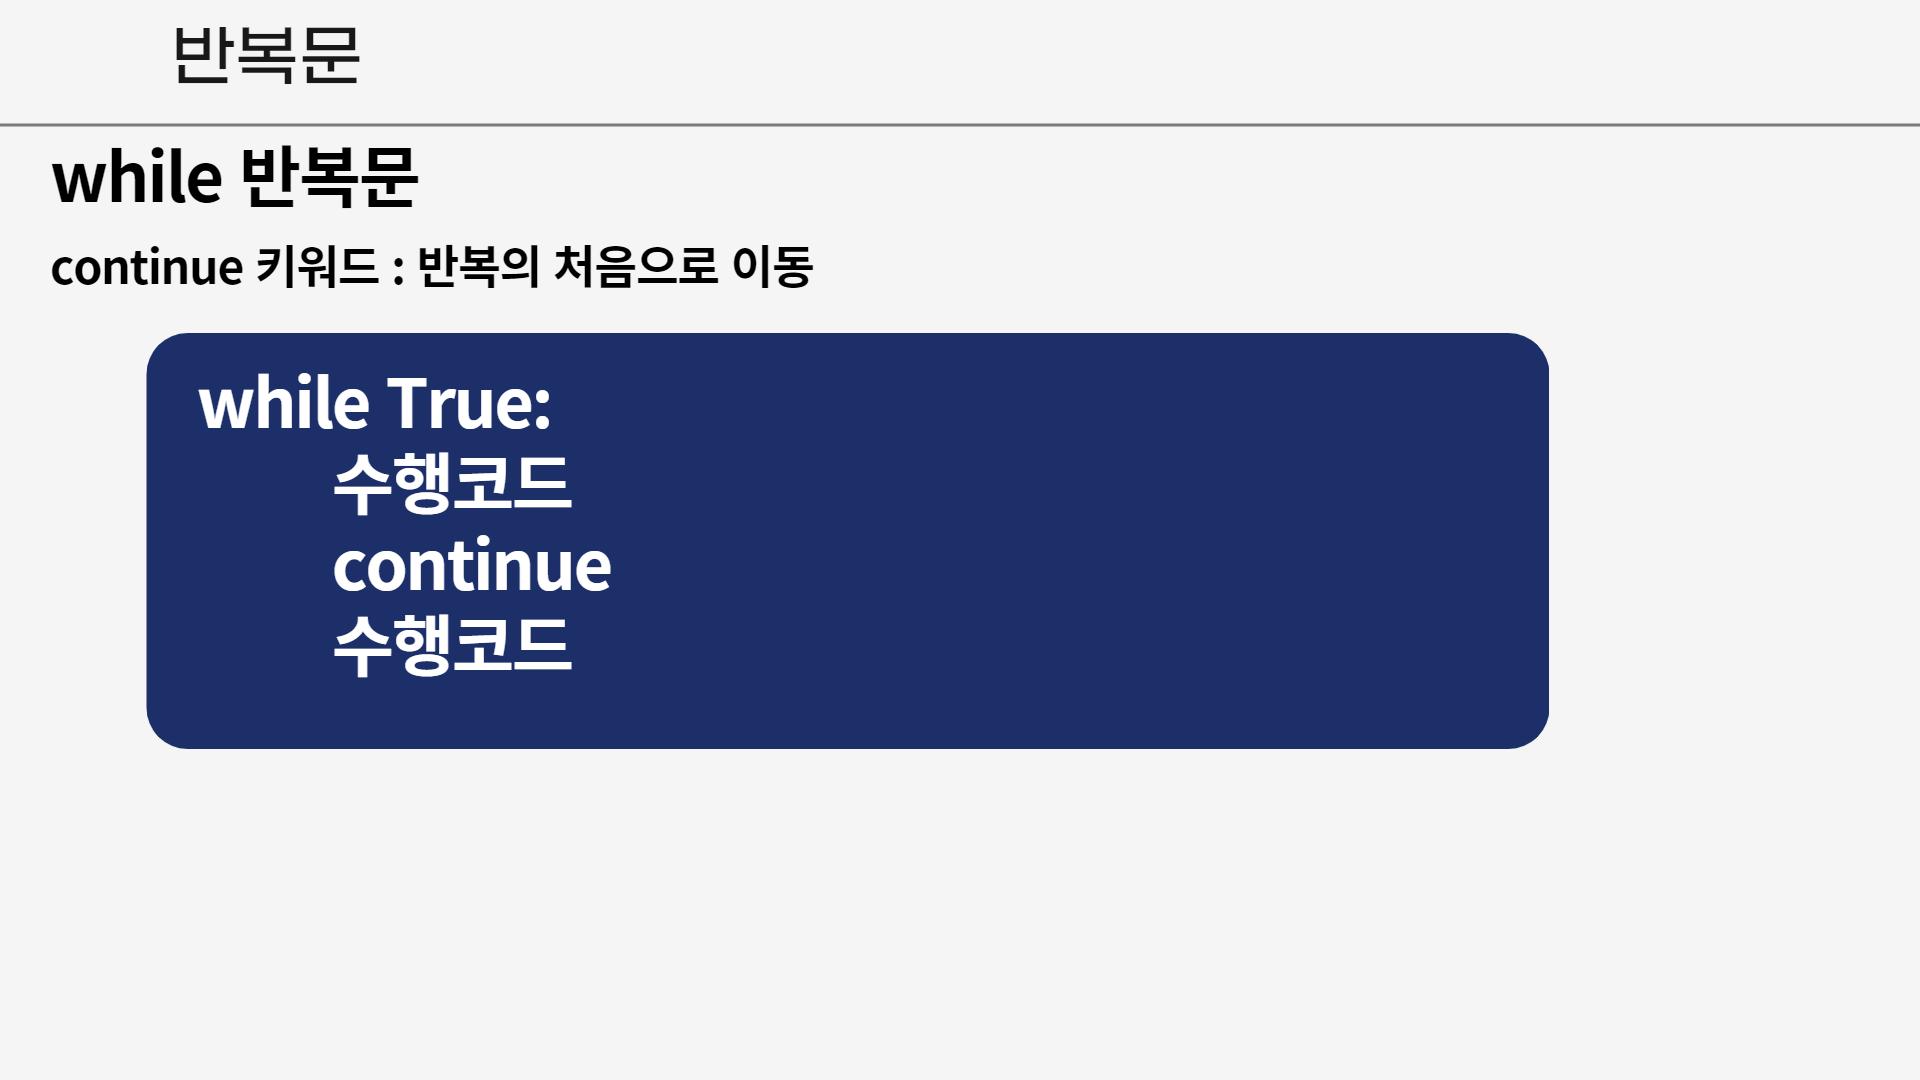 반복문
while 반복문
continue 키워드 : 반복의 처음으로 이동
while True:
수행코드
continue
수행코드